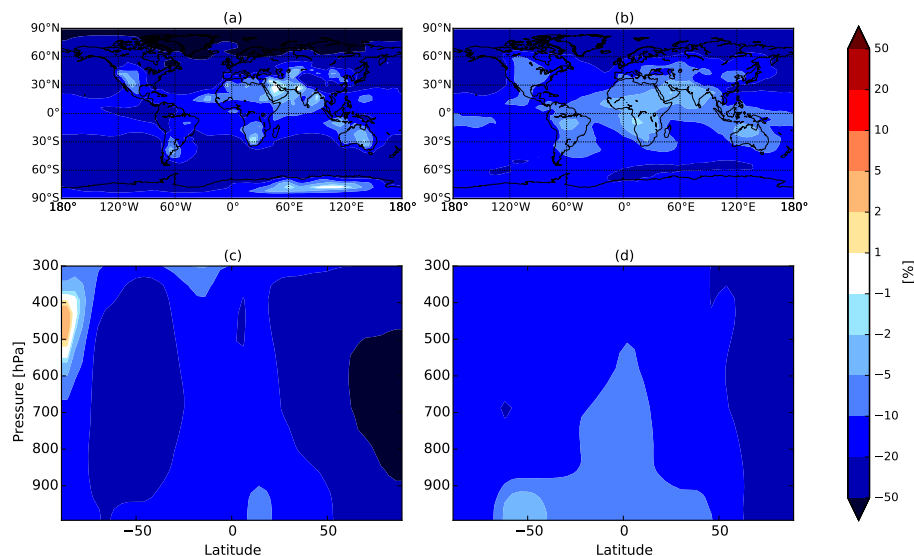 (a)
(b)
90°N
60°N
30°N
0°
30°S
60°S
90°S
180°
120°W
60°W
0°
60°E
120°E
180°
90°N
60°N
30°N
0°
30°S
60°S
90°S
180°
120°W
60°W
0°
60°E
120°E
180°
50
20
10
5
2
1
−1
−2
−5
−10
−20
−50
[%]
(c)
(d)
300
400
500
600
700
800
900
Pressure [hPa]
−50
0
50
Latitude
300
400
500
600
700
800
900
−50
0
50
Latitude